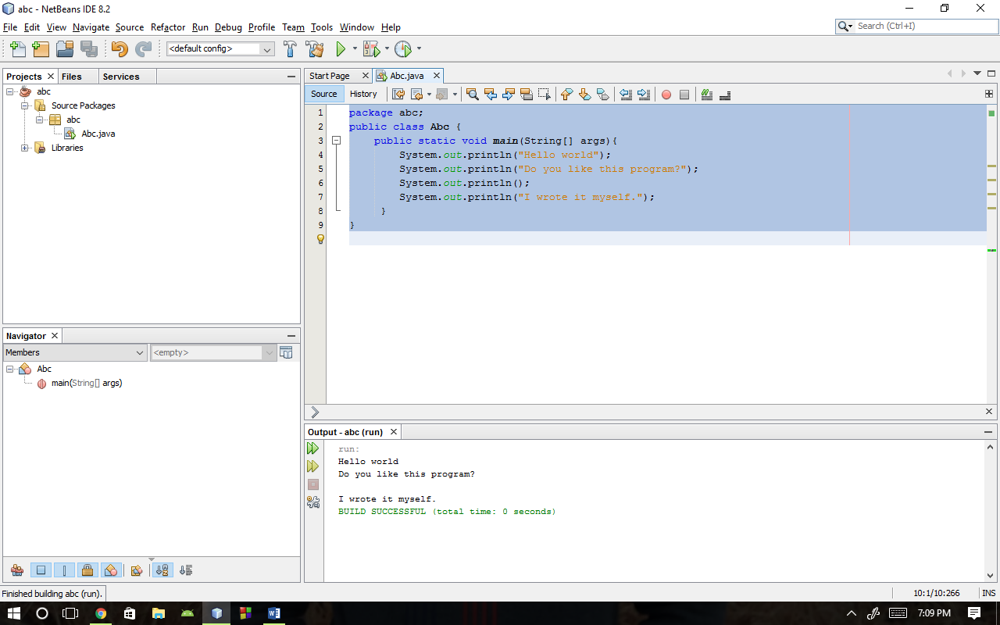 abc - NetBeans IDE 8.2
File Edit View Navigate Source Refactor Run Debug Profile Team Tools Window Help
Search (Ctrl+I)
<default config>
Projects Files Services
abc
Source Packages
abc
Abc.java
Libraries
Navigator
Members <empty>
Abc
main(String[] args)
Start Page Abc.java
Source History
1 package abc;
2 public class Abc {
3 public static void main(String[] args){
4 System.out.println("Hello world");
5 System.out.println("Do you like this program?");
6 System.out.println();
7 System.out.println("I wrote it myself.");
8 }
9 }
Output - abc (run)
run:
Hello world
Do you like this program?
I wrote it myself.
BUILD SUCCESSFUL (total time: 0 seconds)
Finished building abc (run).
10:1/10:266 INS
7:09 PM